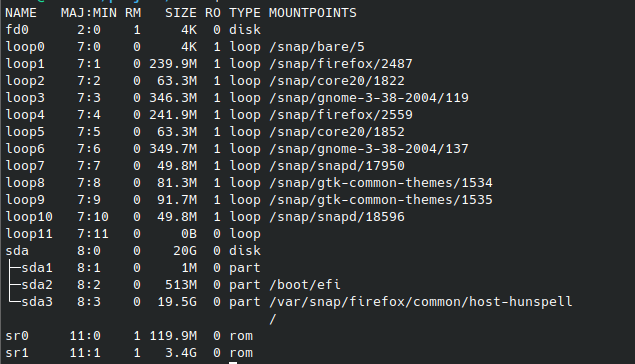 NAME MAJ:MIN RM SIZE RO TYPE MOUNTPOINTS
fd0 2:0 1 4K 0 disk
loop0 7:0 0 4K 1 loop /snap/bare/5
loop1 7:1 0 239.9M 1 loop /snap/firefox/2487
loop2 7:2 0 63.3M 1 loop /snap/core20/1822
loop3 7:3 0 346.3M 1 loop /snap/gnome-3-38-2004/119
loop4 7:4 0 241.9M 1 loop /snap/firefox/2559
loop5 7:5 0 63.3M 1 loop /snap/core20/1852
loop6 7:6 0 349.7M 1 loop /snap/gnome-3-38-2004/137
loop7 7:7 0 49.8M 1 loop /snap/snapd/17950
loop8 7:8 0 81.3M 1 loop /snap/gtk-common-themes/1534
loop9 7:9 0 91.7M 1 loop /snap/gtk-common-themes/1535
loop10 7:10 0 49.8M 1 loop /snap/snapd/18596
loop11 7:11 0 0B 0 loop
sda 8:0 0 20G 0 disk
├─sda1 8:1 0 1M 0 part
├─sda2 8:2 0 513M 0 part /boot/efi
└─sda3 8:3 0 19.5G 0 part /var/snap/firefox/common/host-hunspell
/
sr0 11:0 1 119.9M 0 rom
sr1 11:1 1 3.4G 0 rom